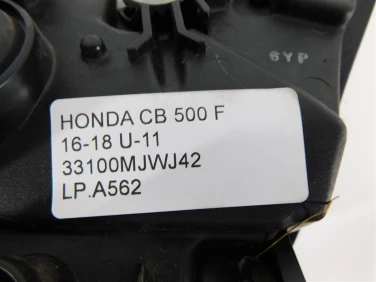 6YP
HONDA CB 500 F
16-18 U-11
33100MJWJ42
LP.A562